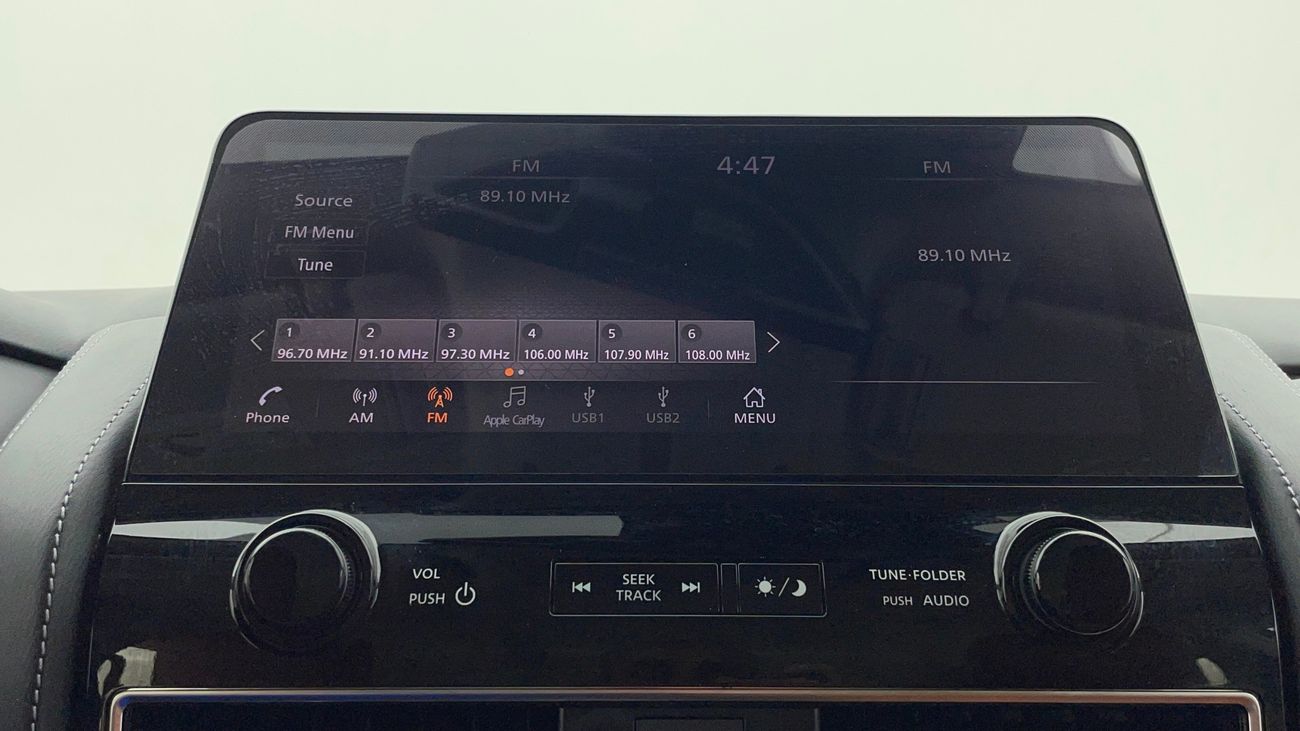 FM 4:47 FM
89.10 MHz
Source
FM Menu
Tune
89.10 MHz
1 2 3 4 5 6
96.70 MHz 91.10 MHz 97.30 MHz 106.00 MHz 107.90 MHz 108.00 MHz
Phone AM FM Apple CarPlay USB1 USB2 MENU
VOL
PUSH
SEEK
TRACK
TUNE·FOLDER
PUSH AUDIO